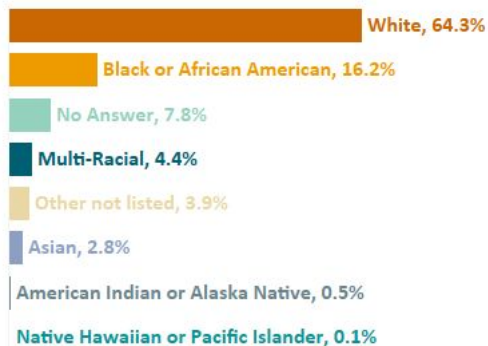 White, 64.3%
Black or African American, 16.2%
No Answer, 7.8%
Multi-Racial, 4.4%
Other not listed, 3.9%
Asian, 2.8%
American Indian or Alaska Native, 0.5%
Native Hawaiian or Pacific Islander, 0.1%